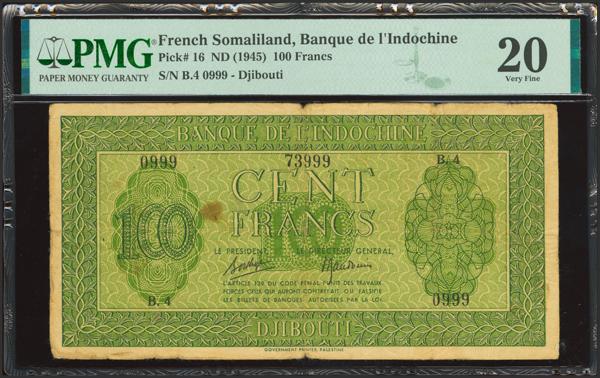 PMG
PAPER MONEY GUARANTY
French Somaliland, Banque de l'Indochine
Pick# 16 ND (1945) 100 Francs
S/N B.4 0999 - Djibouti
20
Very Fine
BANQUE DE L'INDOCHINE
0999 73999 B.4
CENT
FRANCS
100
100
LE PRESIDENT, LE DIRECTEUR GENERAL,
L'ARTICLE 139 DU CODE PENAL PUNIT DES TRAVAUX
FORCES CEUX QUI AURONT CONTREFAIT OU FALSIFIE
LES BILLETS DE BANQUES AUTORISEES PAR LA LOI.
B.4 0999
DJIBOUTI
GOVERNMENT PRINTER, PALESTINE